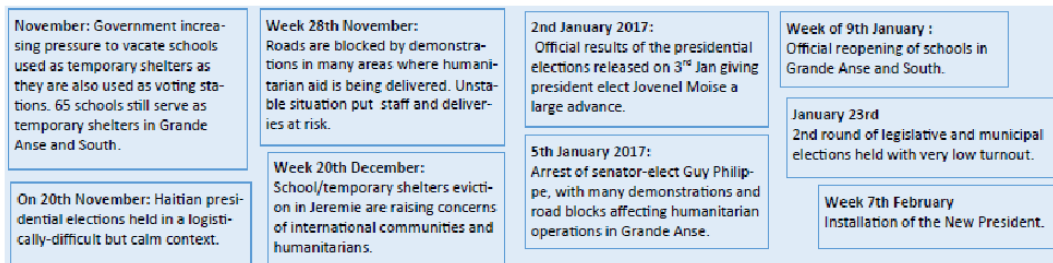 November: Government increa-
sing pressure to vacate schools
used as temporary shelters as
they are also used as voting sta-
tions. 65 schools still serve as
temporary shelters in Grande
Anse and South.
On 20th November: Haitian presi-
dential elections held in a logisti-
cally-difficult but calm context.
Week 28th November:
Roads are blocked by demonstra-
tions in many areas where humani-
tarian aid is being delivered. Unsta-
ble situation put staff and deliver-
ies at risk.
Week 20th December:
School/temporary shelters evicti-
on in Jeremie are raising concerns
of international communities and
humanitarians.
2nd January 2017:
Official results of the presidential
elections released on 3rd Jan giving
president elect Jovenel Moise a
large advance.
5th January 2017:
Arrest of senator-elect Guy Philip-
pe, with many demonstrations and
road blocks affecting humanitarian
operations in Grande Anse.
Week of 9th January :
Official reopening of schools in
Grande Anse and South.
January 23rd
2nd round of legislative and municipal
elections held with very low turnout.
Week 7th February
Installation of the New President.